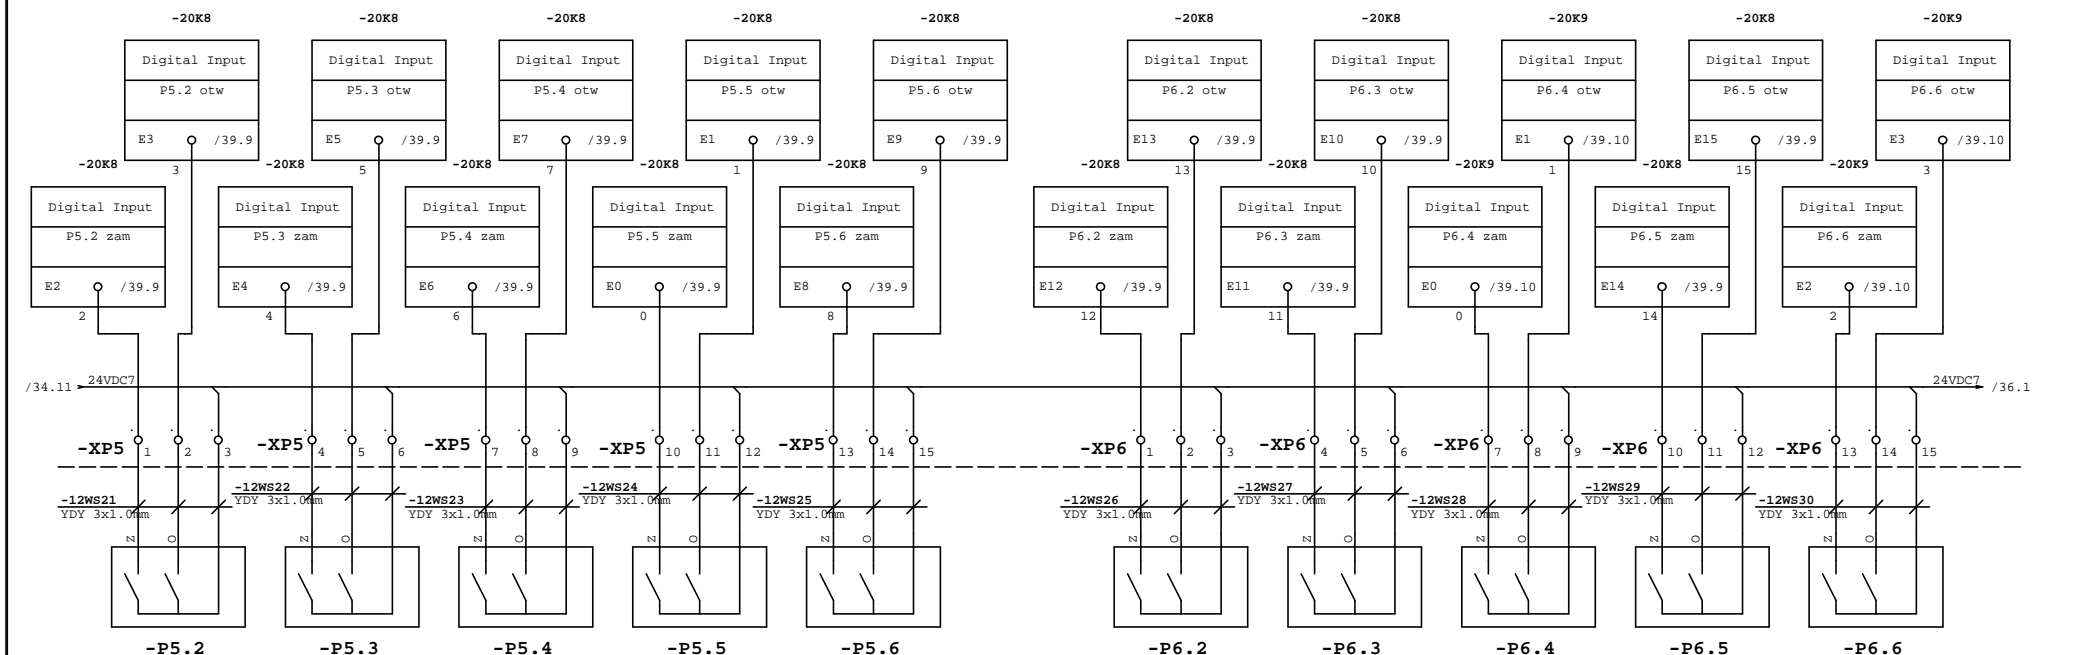 -20K8 -20K8 -20K8 -20K8 -20K8 -20K8 -20K8 -20K9 -20K8 -20K9
Digital Input Digital Input Digital Input Digital Input Digital Input Digital Input Digital Input Digital Input Digital Input Digital Input
P5.2 otw P5.3 otw P5.4 otw P5.5 otw P5.6 otw P6.2 otw P6.3 otw P6.4 otw P6.5 otw P6.6 otw
E3 /39.9 E5 /39.9 E7 /39.9 E1 /39.9 E9 /39.9 E13 /39.9 E10 /39.9 E1 /39.10 E15 /39.9 E3 /39.10
-20K8 3 -20K8 5 -20K8 7 -20K8 1 -20K8 9 -20K8 13 -20K8 10 -20K9 1 -20K8 15 -20K9 3
Digital Input Digital Input Digital Input Digital Input Digital Input Digital Input Digital Input Digital Input Digital Input Digital Input
P5.2 zam P5.3 zam P5.4 zam P5.5 zam P5.6 zam P6.2 zam P6.3 zam P6.4 zam P6.5 zam P6.6 zam
E2 /39.9 E4 /39.9 E6 /39.9 E0 /39.9 E8 /39.9 E12 /39.9 E11 /39.9 E0 /39.10 E14 /39.9 E2 /39.10
2 4 6 0 8 12 11 0 14 2
/34.11 24VDC7 24VDC7 /36.1
-XP5 1 2 3 -XP5 4 5 6 -XP5 7 8 9 -XP5 10 11 12 -XP5 13 14 15 -XP6 1 2 3 -XP6 4 5 6 -XP6 7 8 9 -XP6 10 11 12 -XP6 13 14 15
-12WS21 -12WS22 -12WS23 -12WS24 -12WS25 -12WS26 -12WS27 -12WS28 -12WS29 -12WS30
YDY 3x1.0mm YDY 3x1.0mm YDY 3x1.0mm YDY 3x1.0mm YDY 3x1.0mm YDY 3x1.0mm YDY 3x1.0mm YDY 3x1.0mm YDY 3x1.0mm YDY 3x1.0mm
Z O Z O Z O Z O Z O Z O Z O Z O Z O Z O
-P5.2 -P5.3 -P5.4 -P5.5 -P5.6 -P6.2 -P6.3 -P6.4 -P6.5 -P6.6